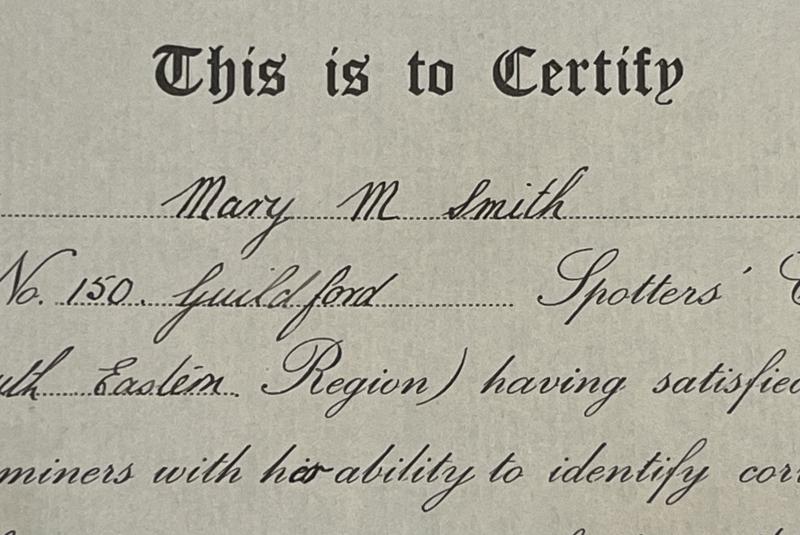 This is to Certify
Mary M Smith
No. 150. Guildford Spotters'
Eastern Region) having satisfied
with her ability to identify